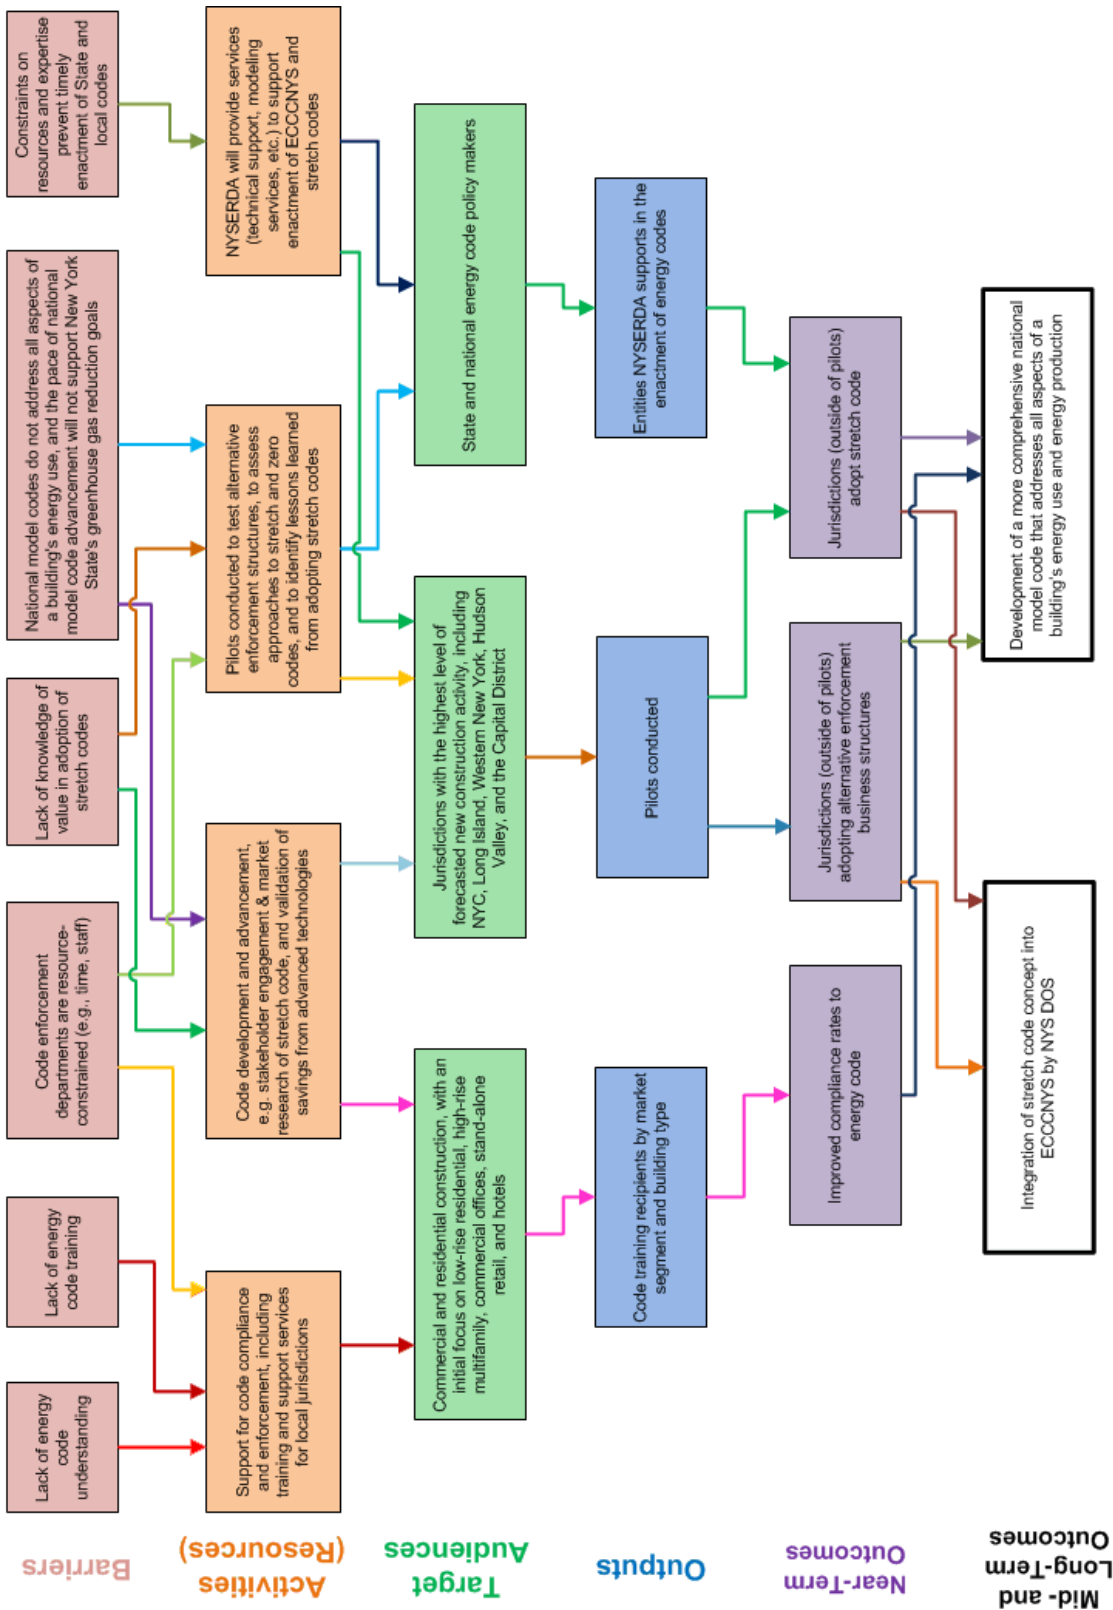 Barriers
Lack of energy
code
understanding
Lack of energy
code training
Code enforcement
departments are resource-
constrained (e.g., time, staff)
Lack of knowledge of
value in adoption of
stretch codes
National model codes do not address all aspects of
a building's energy use, and the pace of national
model code advancement will not support New York
State's greenhouse gas reduction goals
Constraints on
resources and expertise
prevent timely
enactment of State and
local codes
Activities
(Resources)
Support for code compliance
and enforcement, including
training and support services
for local jurisdictions
Code development and advancement,
e.g. stakeholder engagement & market
research of stretch code, and validation of
savings from advanced technologies
Pilots conducted to test alternative
enforcement structures, to assess
approaches to stretch and zero
codes, and to identify lessons learned
from adopting stretch codes
NYSERDA will provide services
(technical support, modeling
services, etc.) to support
enactment of ECCCNYS and
stretch codes
Target
Audiences
Commercial and residential construction, with an
initial focus on low-rise residential, high-rise
multifamily, commercial offices, stand-alone
retail, and hotels
Jurisdictions with the highest level of
forecasted new construction activity, including
NYC, Long Island, Western New York, Hudson
Valley, and the Capital District
State and national energy code policy makers
Outputs
Code training recipients by market
segment and building type
Pilots conducted
Entities NYSERDA supports in the
enactment of energy codes
Near-Term
Outcomes
Improved compliance rates to
energy code
Jurisdictions (outside of pilots)
adopting alternative enforcement
business structures
Jurisdictions (outside of pilots)
adopt stretch code
Mid- and
Long-Term
Outcomes
Integration of stretch code concept into
ECCCNYS by NYS DOS
Development of a more comprehensive national
model code that addresses all aspects of a
building's energy use and energy production